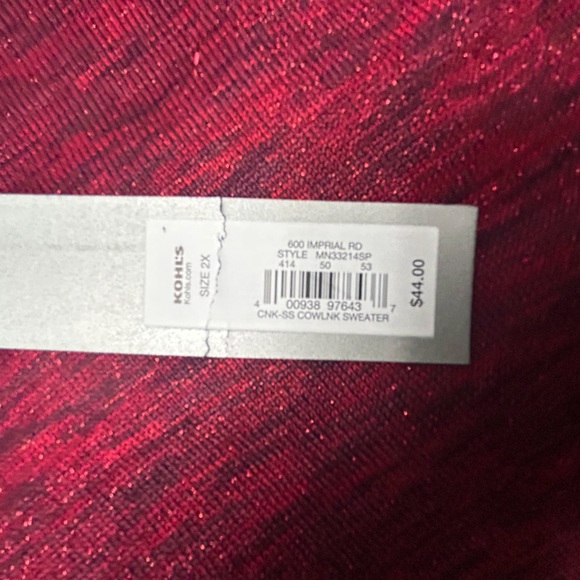 KOHL'S
Kohls.com
SIZE 2X
600 IMPRIAL RD
STYLE MN33214SP
414 50 53
4 00938 97643 7
CNK-SS COWLNK SWEATER
$44.00